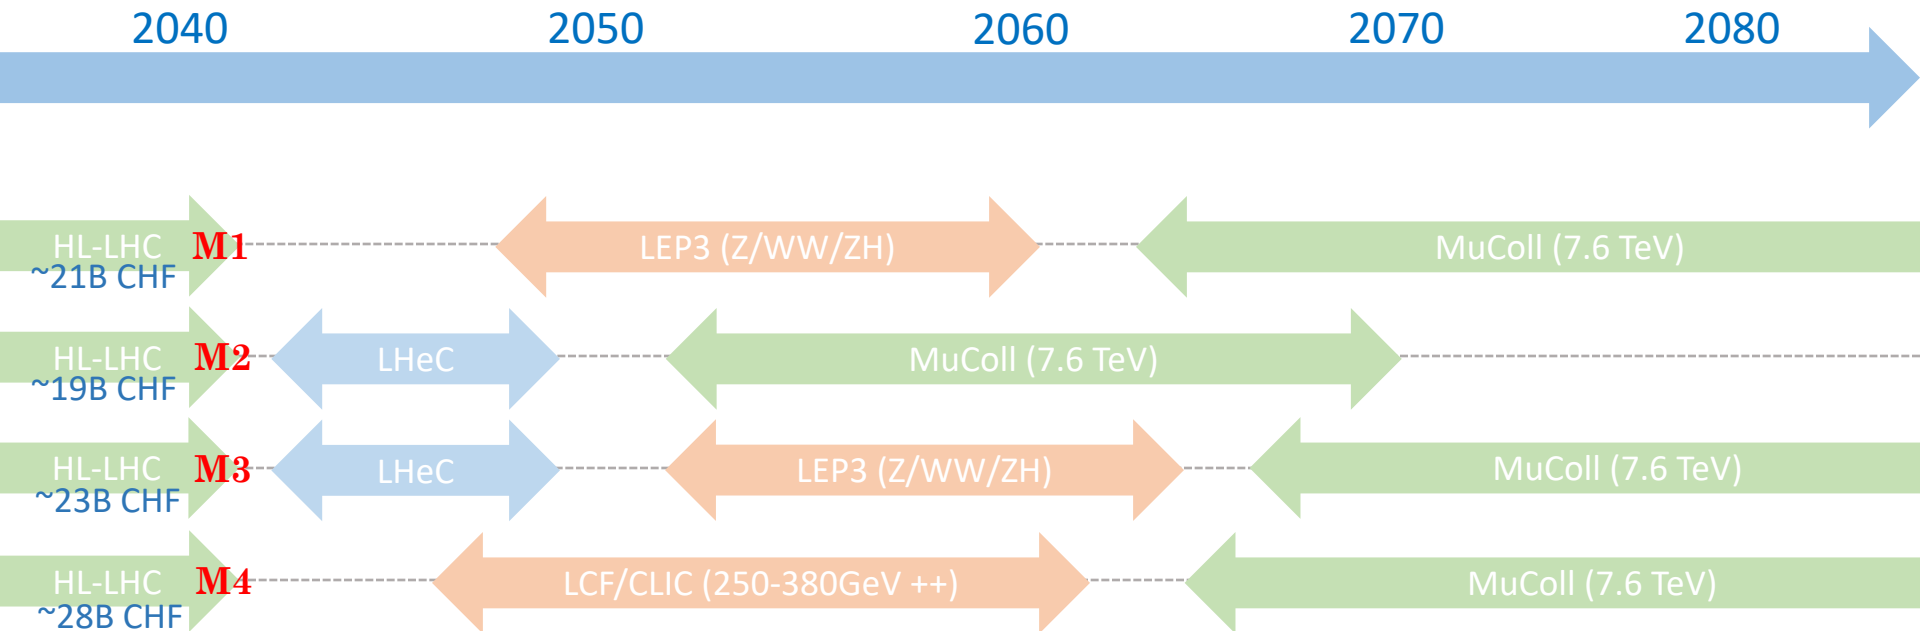 2040 2050 2060 2070 2080
HL-LHC M1 LEP3 (Z/WW/ZH) MuColl (7.6 TeV)
~21B CHF
HL-LHC M2 LHeC MuColl (7.6 TeV)
~19B CHF
HL-LHC M3 LHeC LEP3 (Z/WW/ZH) MuColl (7.6 TeV)
~23B CHF
HL-LHC M4 LCF/CLIC (250-380GeV ++) MuColl (7.6 TeV)
~28B CHF